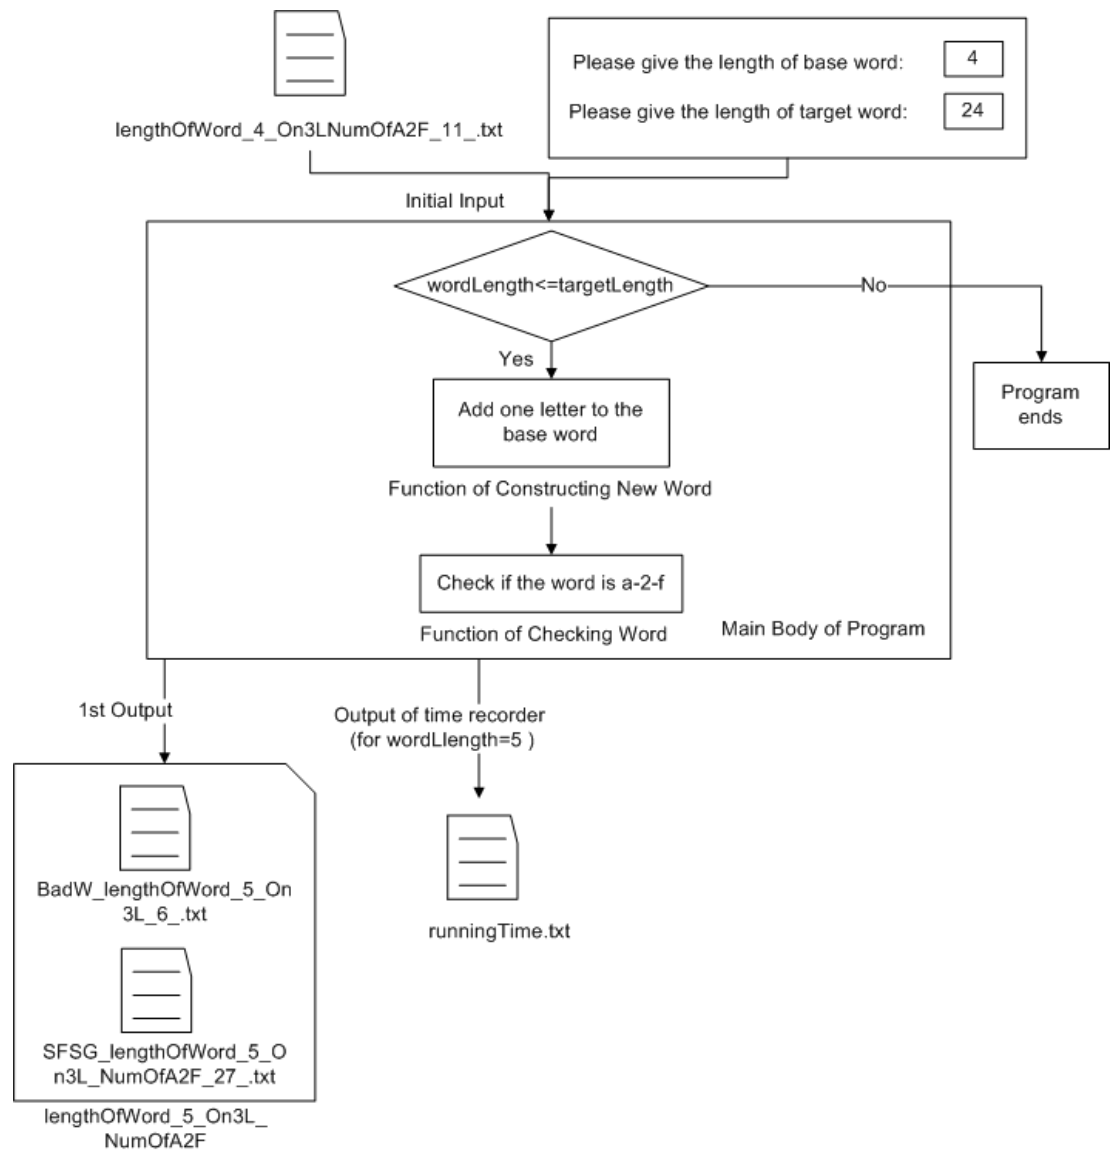 Please give the length of base word: 4
Please give the length of target word: 24
lengthOfWord_4_On3LNumOfA2F_11_.txt
Initial Input
wordLength<=targetLength
No
Yes
Program
ends
Add one letter to the
base word
Function of Constructing New Word
Check if the word is a-2-f
Function of Checking Word
Main Body of Program
1st Output
Output of time recorder
(for wordLlength=5 )
BadW_lengthOfWord_5_On
3L_6_.txt
runningTime.txt
SFSG_lengthOfWord_5_O
n3L_NumOfA2F_27_.txt
lengthOfWord_5_On3L_
NumOfA2F